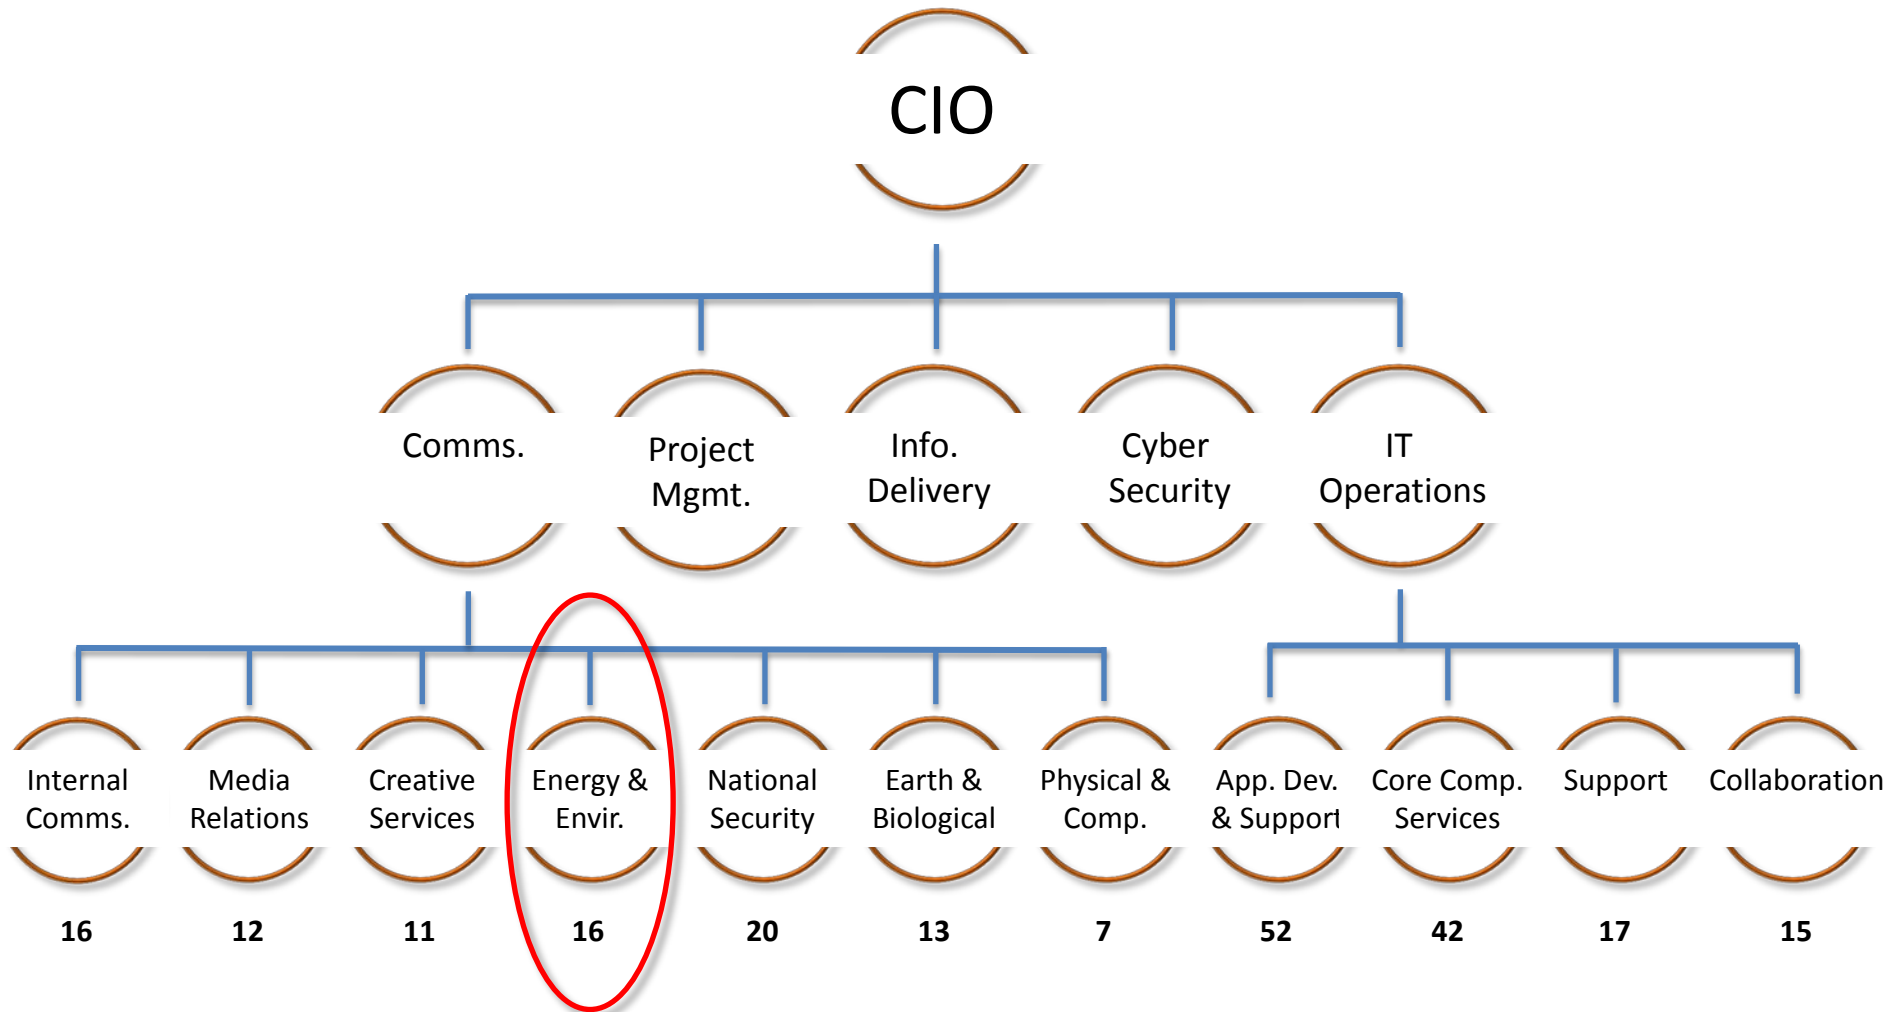 CIO
Comms.
Project
Mgmt.
Info.
Delivery
Cyber
Security
IT
Operations
Internal
Comms.
Media
Relations
Creative
Services
Energy &
Envir.
National
Security
Earth &
Biological
Physical &
Comp.
App. Dev.
& Support
Core Comp.
Services
Support
Collaboration
16
12
11
16
20
13
7
52
42
17
15